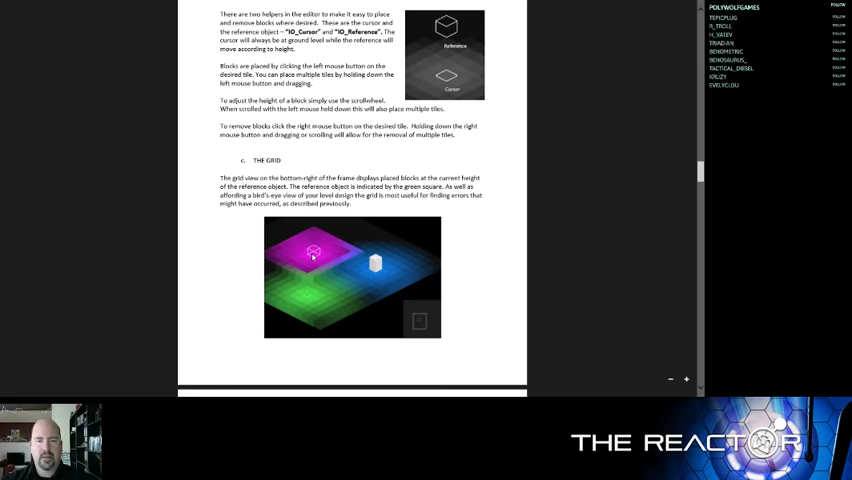 There are two helpers in the editor to make it easy to place
and remove blocks where desired. These are the cursor and
the reference object – "IO_Cursor" and "IO_Reference". The
cursor will always be at ground level while the reference will
move according to height.
Reference
Cursor
Blocks are placed by clicking the left mouse button on the
desired tile. You can place multiple tiles by holding down the
left mouse button and dragging.
To adjust the height of a block simply use the scrollwheel.
When scrolled with the left mouse held down this will also place multiple tiles.
To remove blocks click the right mouse button on the desired tile. Holding down the right
mouse button and dragging or scrolling will allow for the removal of multiple tiles.
c. THE GRID
The grid view on the bottom-right of the frame displays placed blocks at the current height
of the reference object. The reference object is indicated by the green square. As well as
affording a bird's-eye view of your level design the grid is most useful for finding errors that
might have occurred, as described previously.
FOLLOW
POLYWOLFGAMES
TEPICPLUG FOLLOW
R_TROLL FOLLOW
H_VATEV FOLLOW
TRIADIAN FOLLOW
BENOMETRIC FOLLOW
BENOSAURUS_ FOLLOW
TACTICAL_DIESEL FOLLOW
XRUZY FOLLOW
EVELYCLOU FOLLOW
THE REACTOR